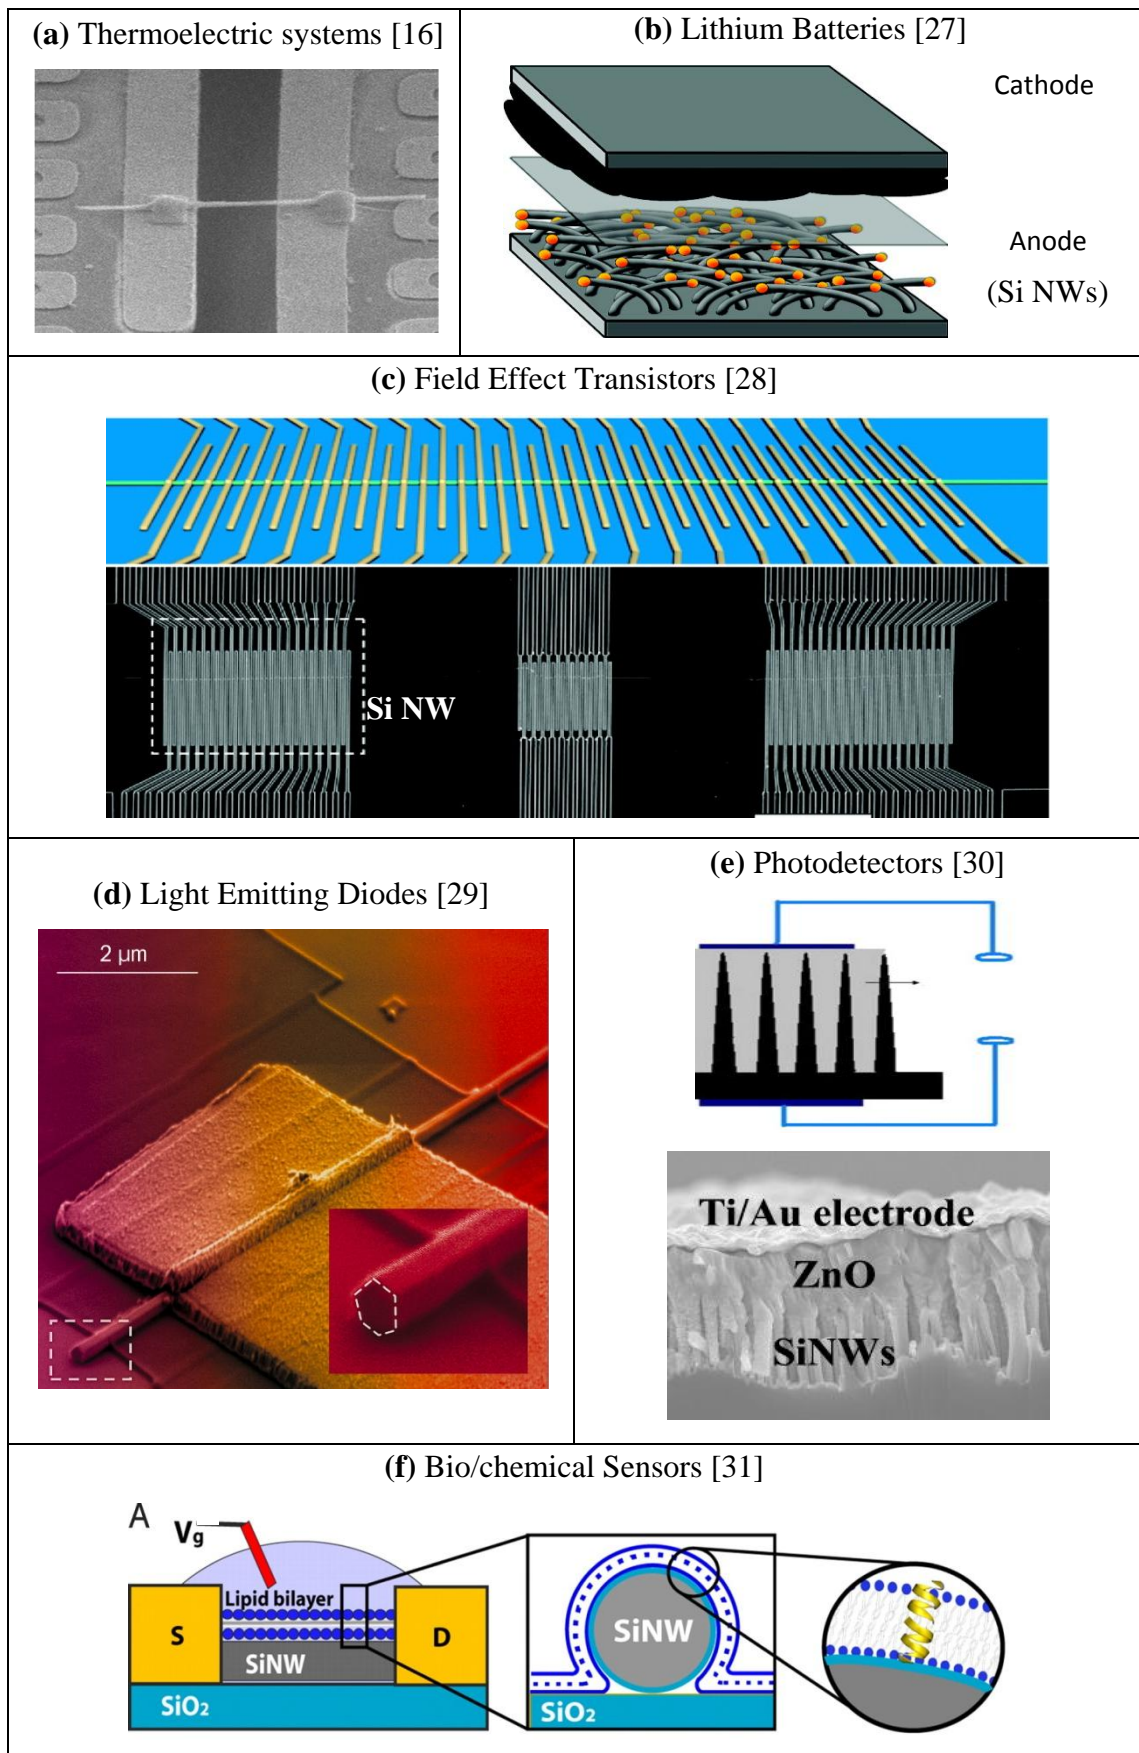 (a) Thermoelectric systems [16]
(b) Lithium Batteries [27]
Cathode
Anode
(Si NWs)
(c) Field Effect Transistors [28]
Si NW
(d) Light Emitting Diodes [29]
2 µm
(e) Photodetectors [30]
Ti/Au electrode
ZnO
SiNWs
(f) Bio/chemical Sensors [31]
A
Vg
Lipid bilayer
S
D
SiNW
SiO2
SiNW
SiO2